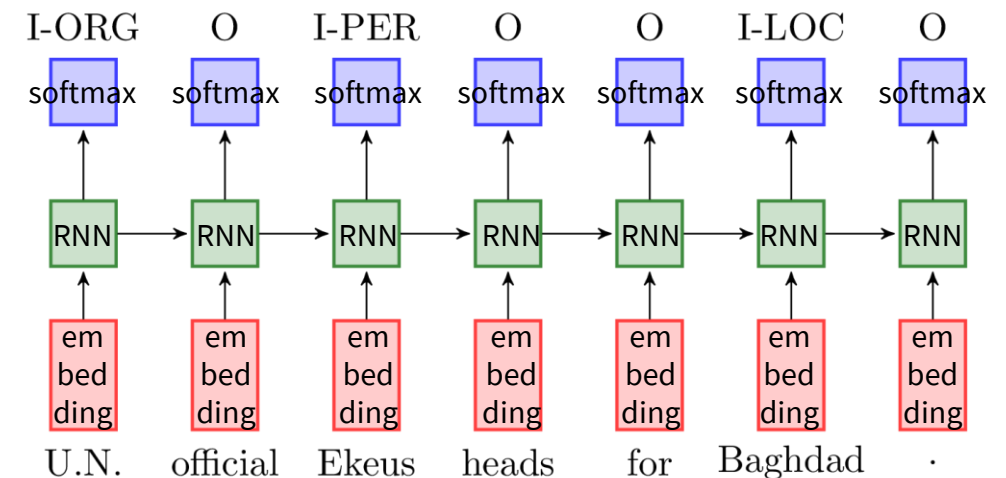 I-ORG O I-PER O O I-LOC O
softmax softmax softmax softmax softmax softmax softmax
RNN RNN RNN RNN RNN RNN RNN
em em em em em em em
bed bed bed bed bed bed bed
ding ding ding ding ding ding ding
U.N. official Ekeus heads for Baghdad .